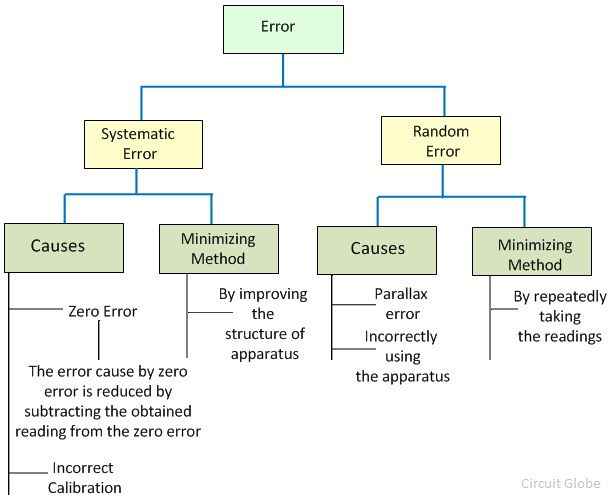 Error
Systematic
Error
Random
Error
Causes
Minimizing
Method
Causes
Minimizing
Method
Zero Error
The error cause by zero
error is reduced by
subtracting the obtained
reading from the zero error
Incorrect
Calibration
By improving
the
structure of
apparatus
Parallax
error
Incorrectly
using
the apparatus
By repeatedly
taking
the readings
Circuit Globe